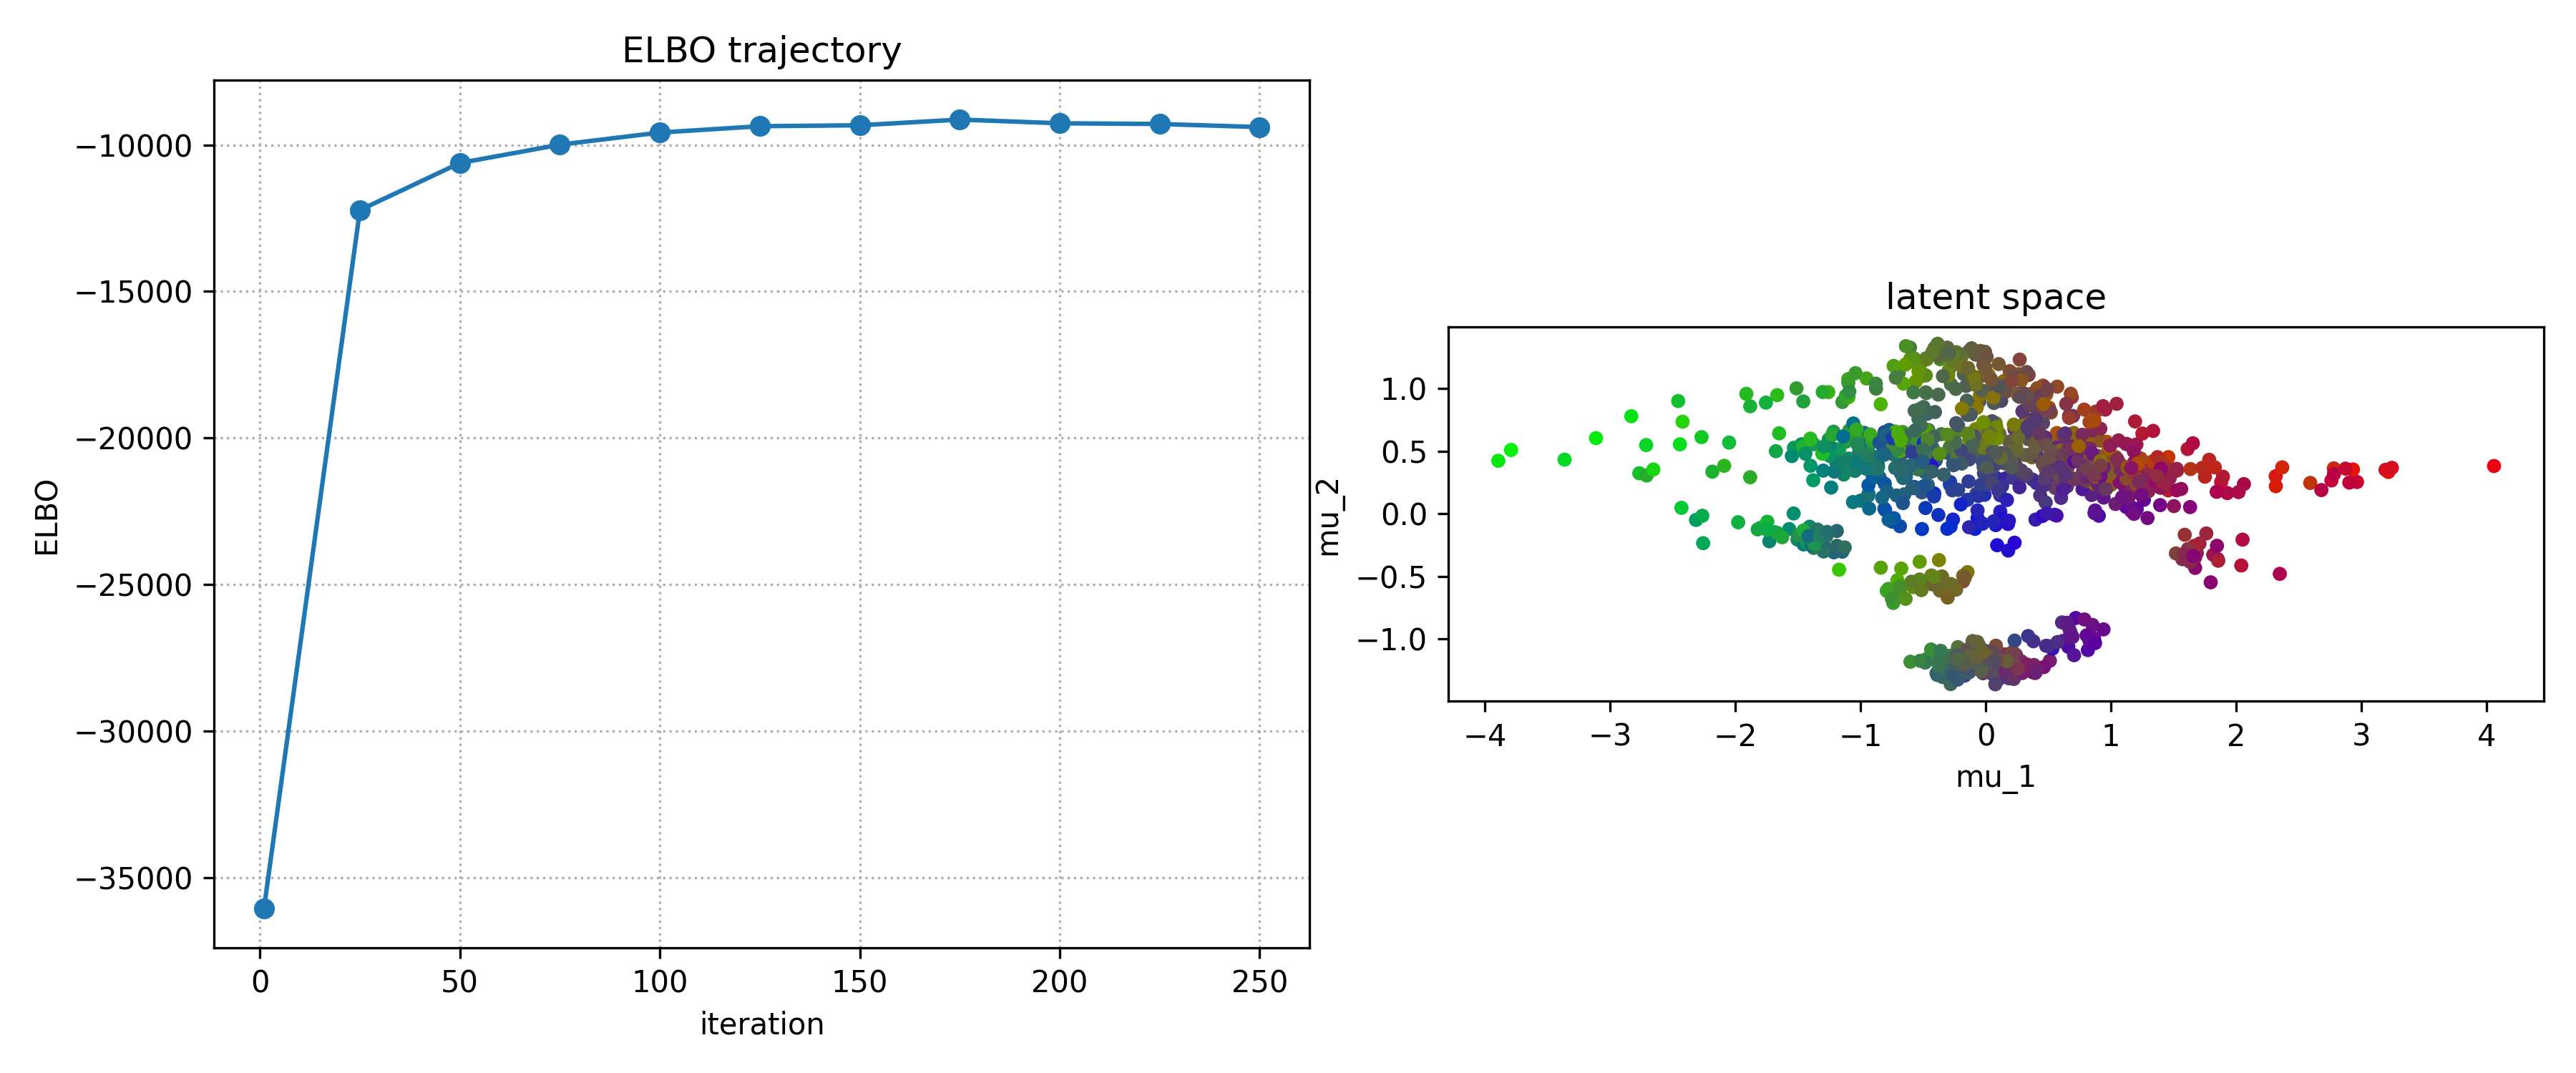 ELBO trajectory
ELBO
−10000
−15000
−20000
−25000
−30000
−35000
0 50 100 150 200 250
iteration
latent space
mu_2
1.0
0.5
0.0
−0.5
−1.0
−4 −3 −2 −1 0 1 2 3 4
mu_1